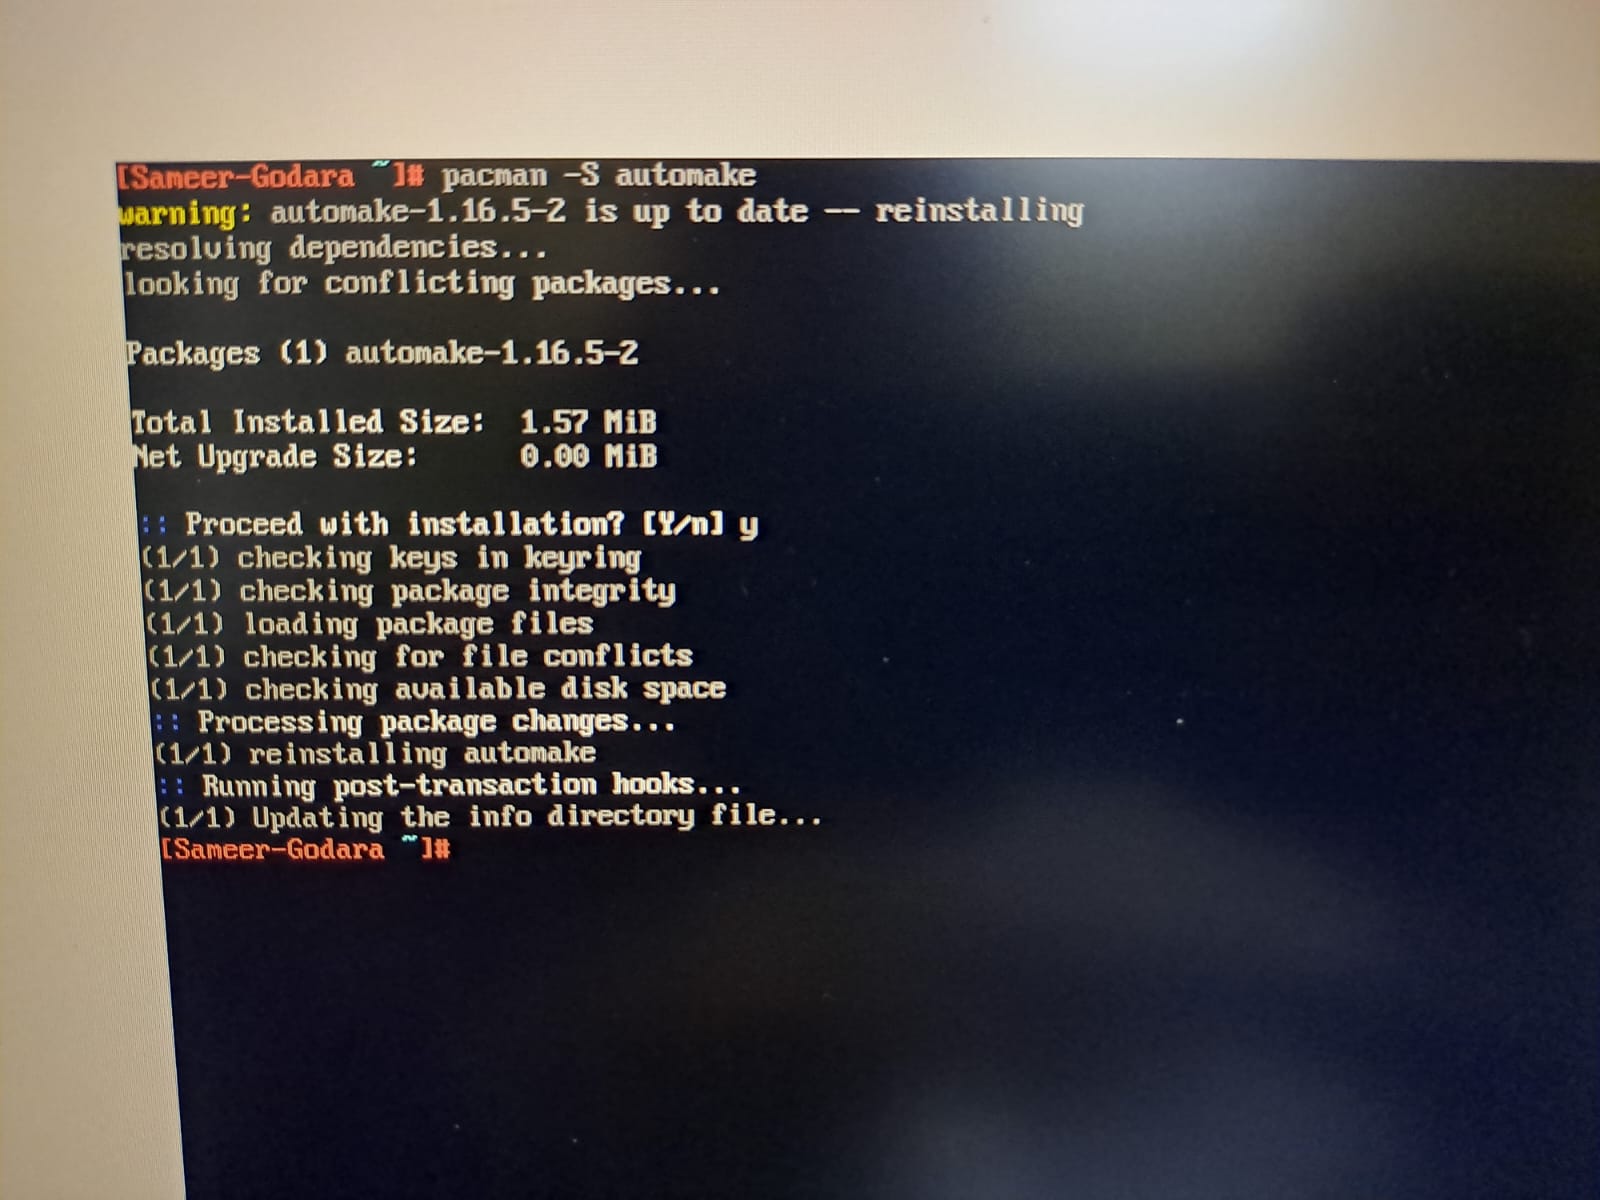 [Sameer-Godara ~]# pacman -S automake
warning: automake-1.16.5-2 is up to date -- reinstalling
resolving dependencies...
looking for conflicting packages...
Packages (1) automake-1.16.5-2
Total Installed Size:  1.57 MiB
Net Upgrade Size:      0.00 MiB
:: Proceed with installation? [Y/n] y
(1/1) checking keys in keyring
(1/1) checking package integrity
(1/1) loading package files
(1/1) checking for file conflicts
(1/1) checking available disk space
:: Processing package changes...
(1/1) reinstalling automake
:: Running post-transaction hooks...
(1/1) Updating the info directory file...
[Sameer-Godara ~]#